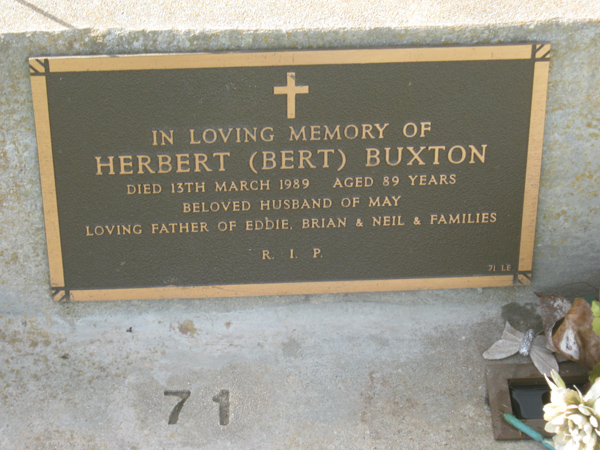 IN LOVING MEMORY OF
HERBERT (BERT) BUXTON
DIED 13TH MARCH 1989 AGED 89 YEARS
BELOVED HUSBAND OF MAY
LOVING FATHER OF EDDIE, BRIAN & NEIL & FAMILIES
R. I. P.
71 LE
71